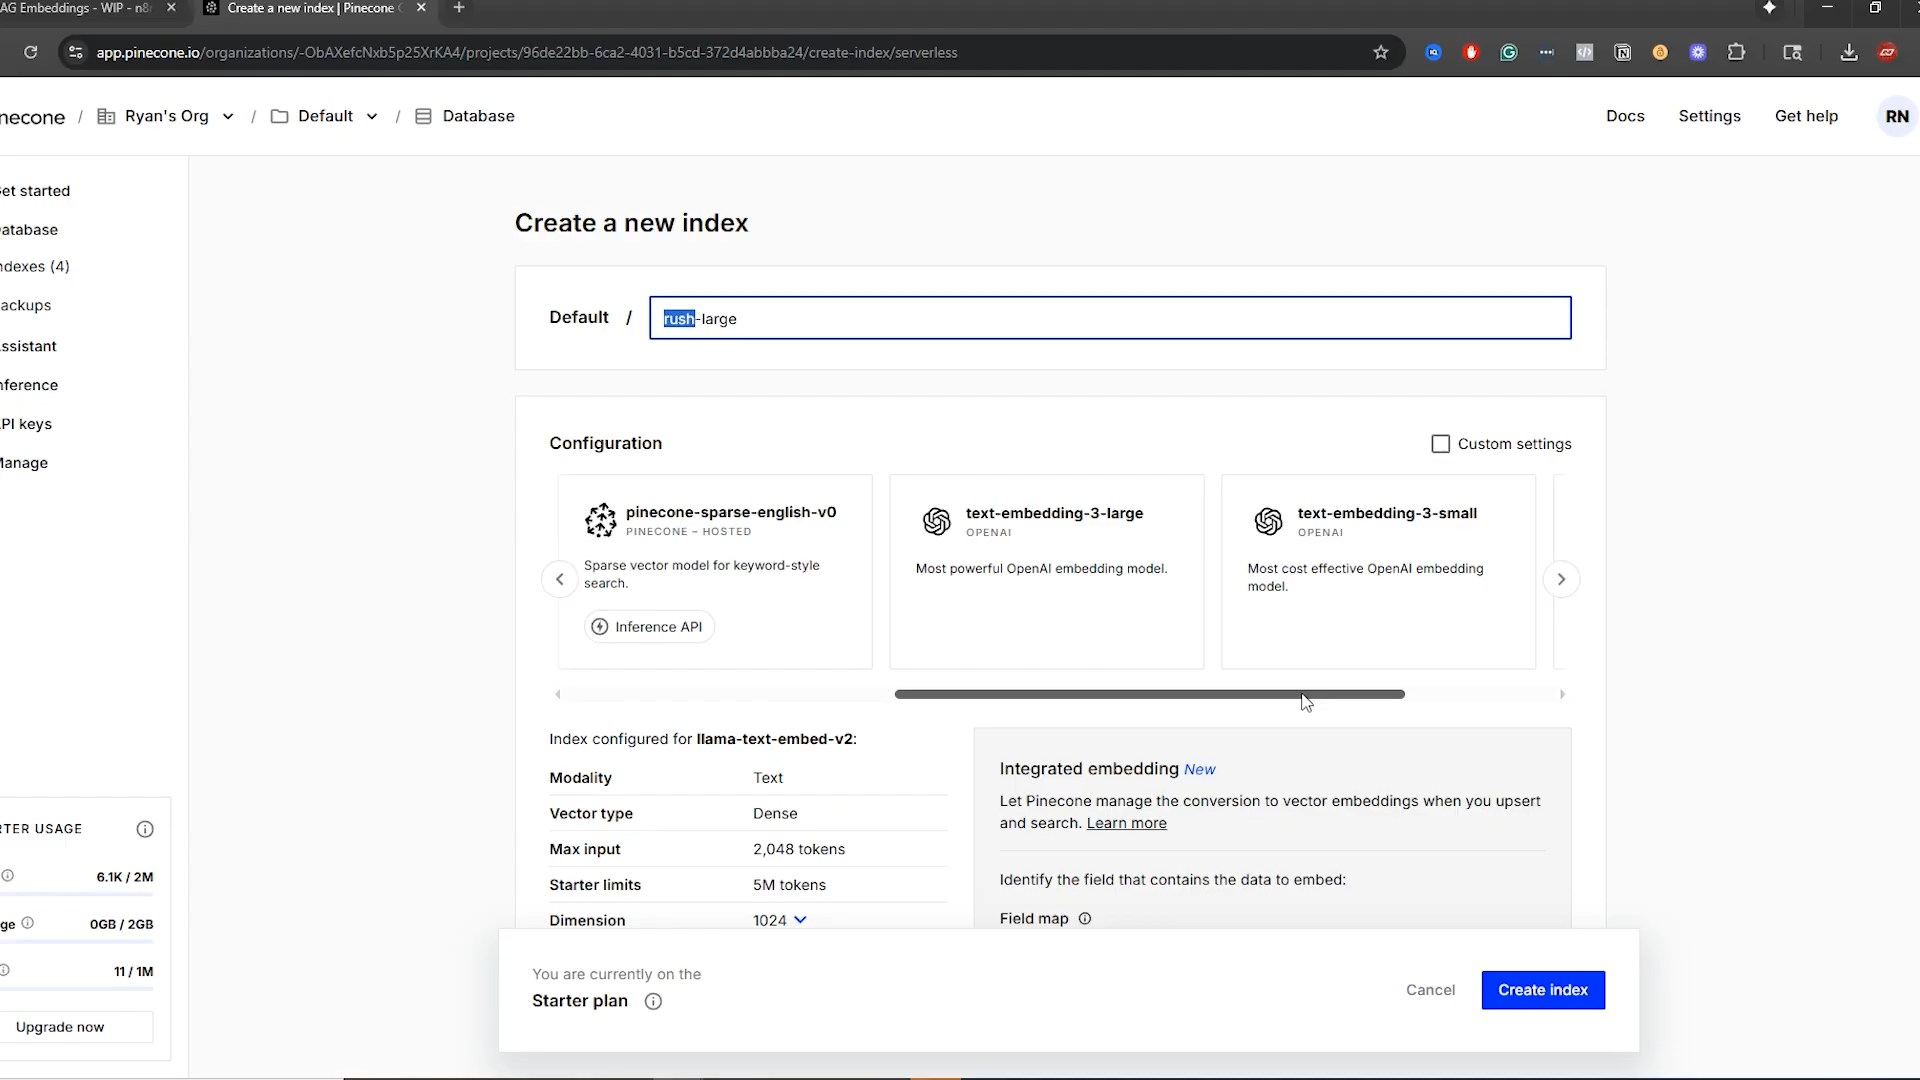 AG Embeddings - WIP - n8
Create a new index | Pinecone
app.pinecone.io/organizations/-ObAXefcNxb5p25XrKA4/projects/96de22bb-6ca2-4031-b5cd-372d4abbba24/create-index/serverless
necone / Ryan's Org / Default / Database
Docs Settings Get help RN
et started
atabase
ndexes (4)
ackups
ssistant
nference
PI keys
Manage
Create a new index
Default / rush-large
Configuration
Custom settings
pinecone-sparse-english-v0
PINECONE – HOSTED
Sparse vector model for keyword-style
search.
Inference API
text-embedding-3-large
OPENAI
Most powerful OpenAI embedding model.
text-embedding-3-small
OPENAI
Most cost effective OpenAI embedding
model.
Index configured for llama-text-embed-v2:
Modality Text
Vector type Dense
Max input 2,048 tokens
Starter limits 5M tokens
Dimension 1024
Integrated embedding New
Let Pinecone manage the conversion to vector embeddings when you upsert
and search. Learn more
Identify the field that contains the data to embed:
Field map
RTER USAGE
6.1K / 2M
ge 0GB / 2GB
11 / 1M
Upgrade now
You are currently on the
Starter plan
Cancel
Create index